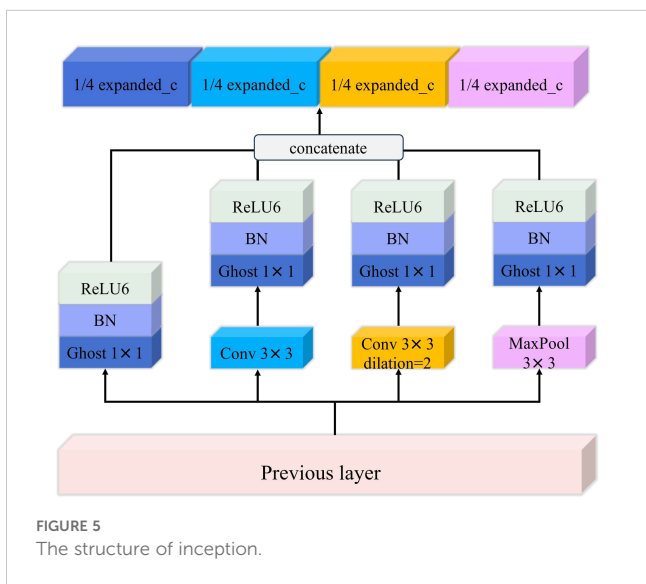 1/4 expanded_c 1/4 expanded_c 1/4 expanded_c 1/4 expanded_c
concatenate
ReLU6 ReLU6 ReLU6
BN BN BN
Ghost 1×1 Ghost 1×1 Ghost 1×1
ReLU6
BN
Ghost 1×1
Conv 3×3
Conv 3×3
dilation=2
MaxPool
3×3
Previous layer
FIGURE 5
The structure of inception.